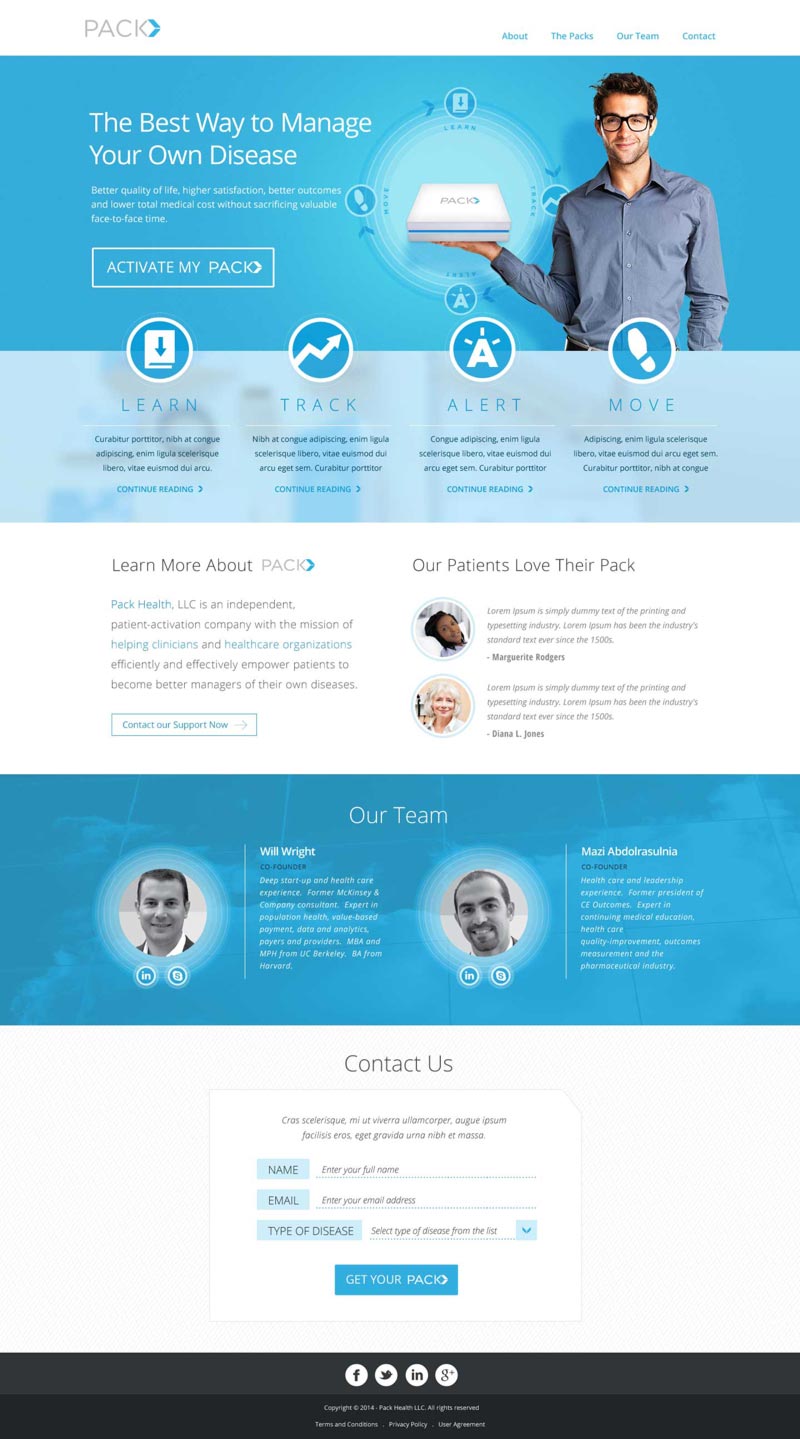 PACK
About The Packs Our Team Contact
The Best Way to Manage
Your Own Disease
Better quality of life, higher satisfaction, better outcomes
and lower total medical cost without sacrificing valuable
face-to-face time.
ACTIVATE MY PACK
LEARN
TRACK
ALERT
MOVE
PACK
A
LEARN
TRACK
ALERT
MOVE
Curabitur porttitor, nibh at congue
adipiscing, enim ligula scelerisque
libero, vitae euismod dui arcu.
CONTINUE READING
Nibh at congue adipiscing, enim ligula
scelerisque libero, vitae euismod dui
arcu eget sem. Curabitur porttitor
CONTINUE READING
Congue adipiscing, enim ligula
scelerisque libero, vitae euismod dui
arcu eget sem. Curabitur porttitor
CONTINUE READING
Adipiscing, enim ligula scelerisque
libero, vitae euismod dui arcu eget sem.
Curabitur porttitor, nibh at congue
CONTINUE READING
Learn More About PACK
Pack Health, LLC is an independent,
patient-activation company with the mission of
helping clinicians and healthcare organizations
efficiently and effectively empower patients to
become better managers of their own diseases.
Contact our Support Now
Our Patients Love Their Pack
Lorem Ipsum is simply dummy text of the printing and
typesetting industry. Lorem Ipsum has been the industry's
standard text ever since the 1500s.
- Marguerite Rodgers
Lorem Ipsum is simply dummy text of the printing and
typesetting industry. Lorem Ipsum has been the industry's
standard text ever since the 1500s.
- Diana L. Jones
Our Team
Will Wright
CO-FOUNDER
Deep start-up and health care
experience. Former McKinsey &
Company consultant. Expert in
population health, value-based
payment, data and analytics,
payers and providers. MBA and
MPH from UC Berkeley. BA from
Harvard.
Mazi Abdolrasulnia
CO-FOUNDER
Health care and leadership
experience. Former president of
CE Outcomes. Expert in
continuing medical education,
health care
quality-improvement, outcomes
measurement and the
pharmaceutical industry.
Contact Us
Cras scelerisque, mi ut viverra ullamcorper, augue ipsum
facilisis eros, eget gravida urna nibh et massa.
NAME Enter your full name
EMAIL Enter your email address
TYPE OF DISEASE Select type of disease from the list
GET YOUR PACK
Copyright © 2014 - Pack Health LLC. All rights reserved
Terms and Conditions . Privacy Policy . User Agreement